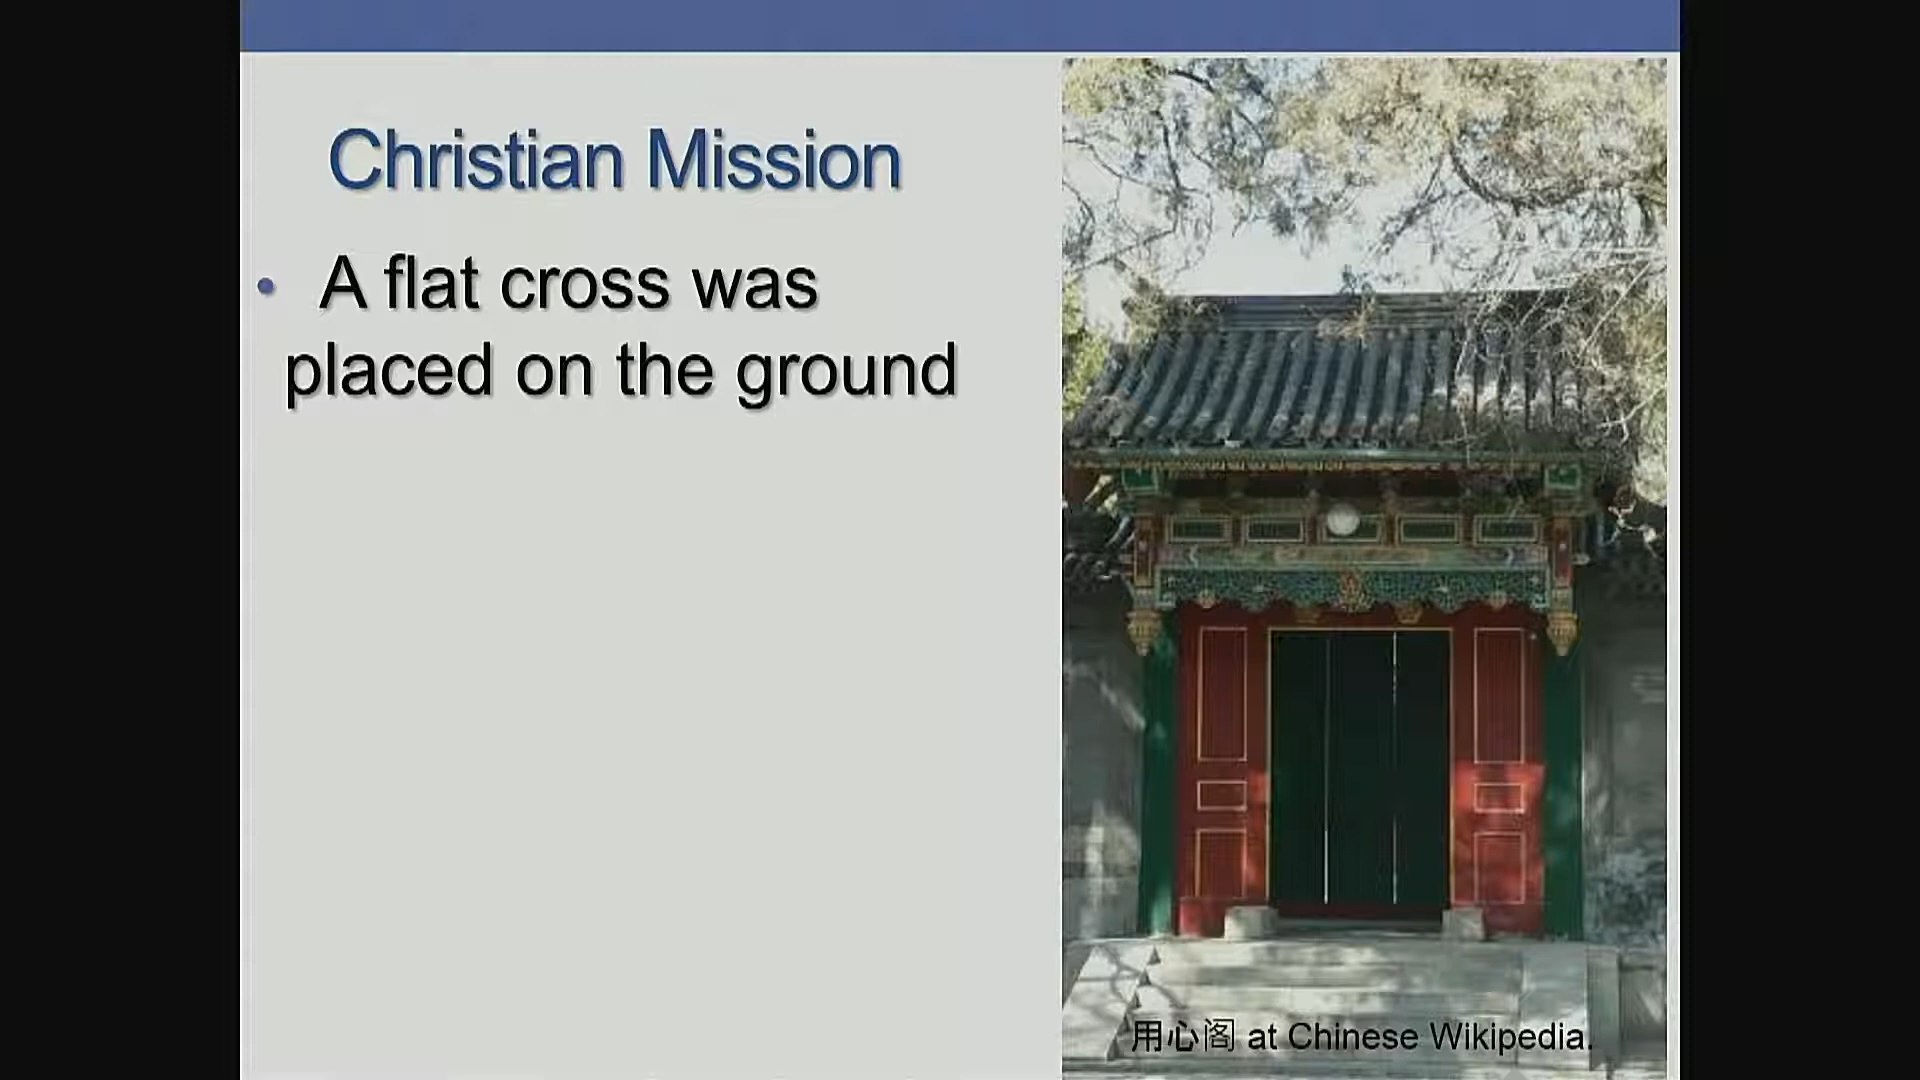 Christian Mission
• A flat cross was
placed on the ground
用心阁 at Chinese Wikipedia.